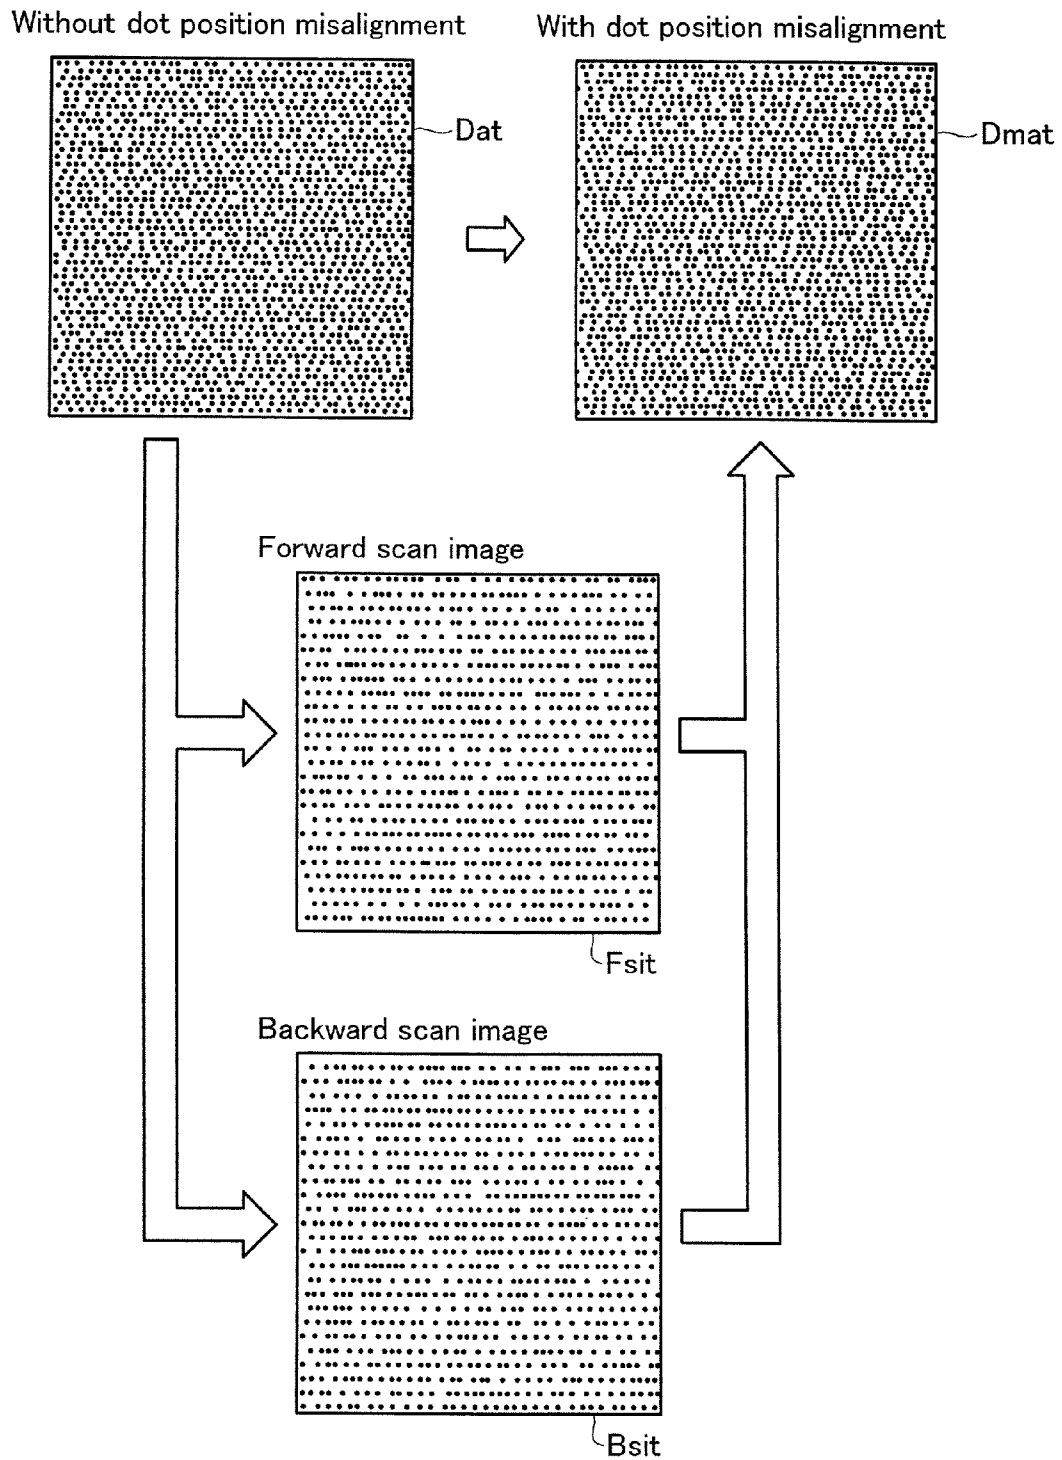 Without dot position misalignment
With dot position misalignment
Dat
Dmat
Forward scan image
Fsit
Backward scan image
Bsit